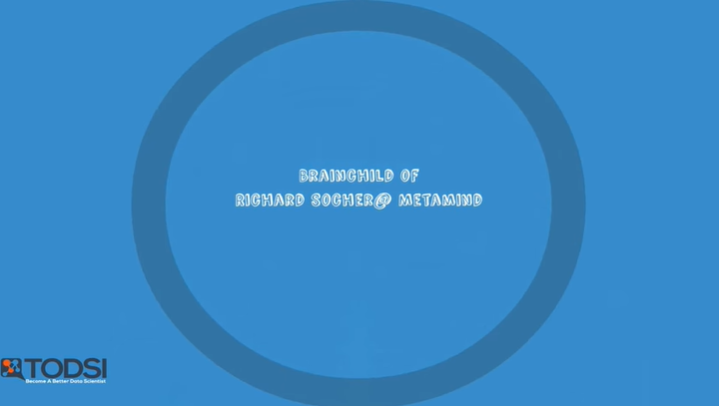 BRAINCHILD OF
RICHARD SOCHER@ METAMIND
TODSI
Become A Better Data Scientist